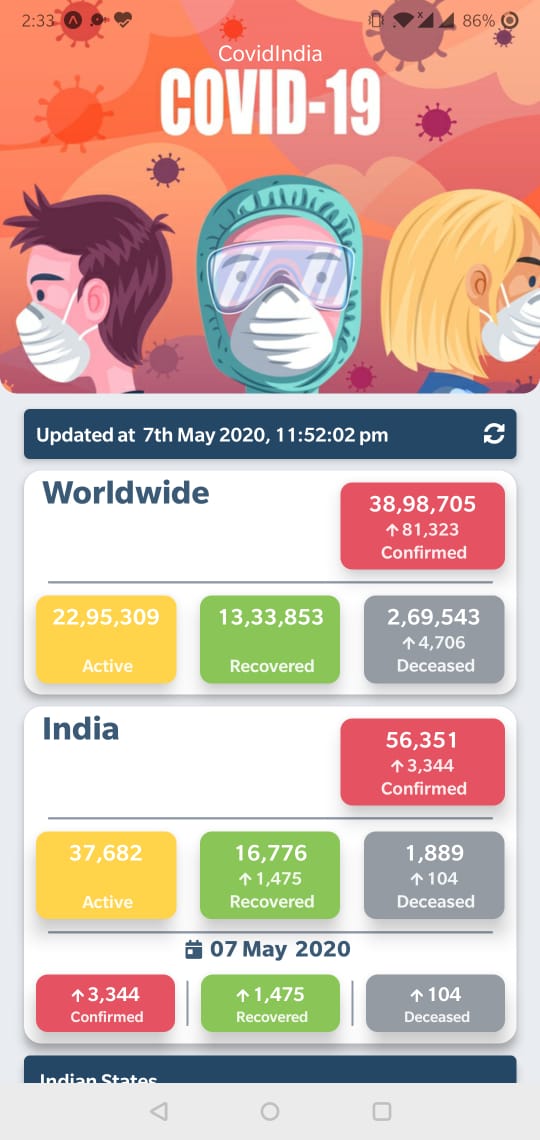 2:33
86%
CovidIndia
COVID-19
Updated at 7th May 2020, 11:52:02 pm
Worldwide
38,98,705
↑81,323
Confirmed
22,95,309
Active
13,33,853
Recovered
2,69,543
↑4,706
Deceased
India
56,351
↑3,344
Confirmed
37,682
Active
16,776
↑1,475
Recovered
1,889
↑104
Deceased
07 May 2020
↑3,344
Confirmed
↑1,475
Recovered
↑104
Deceased
Indian States